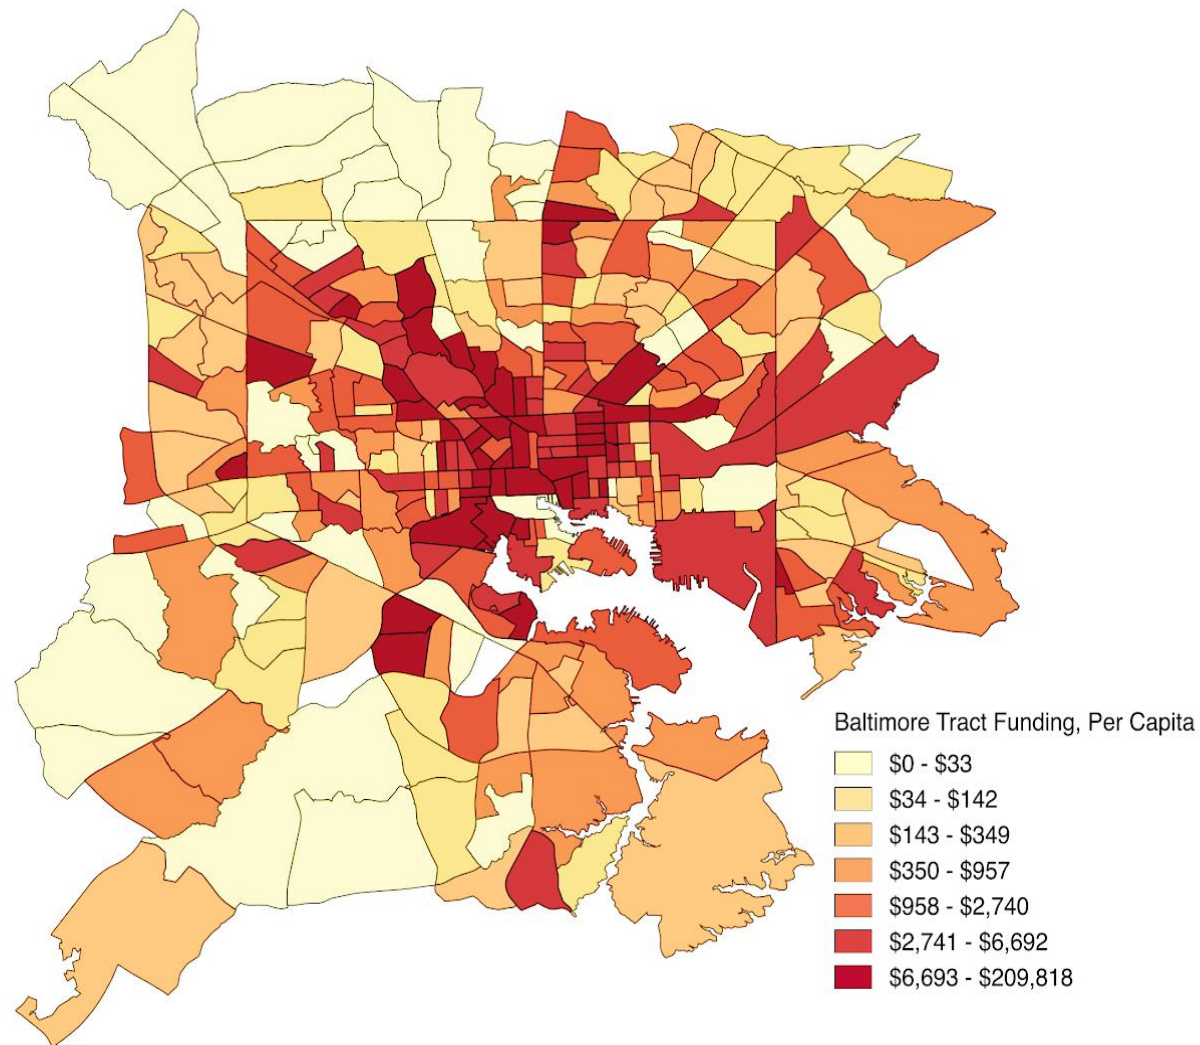 Baltimore Tract Funding, Per Capita
$0 - $33
$34 - $142
$143 - $349
$350 - $957
$958 - $2,740
$2,741 - $6,692
$6,693 - $209,818